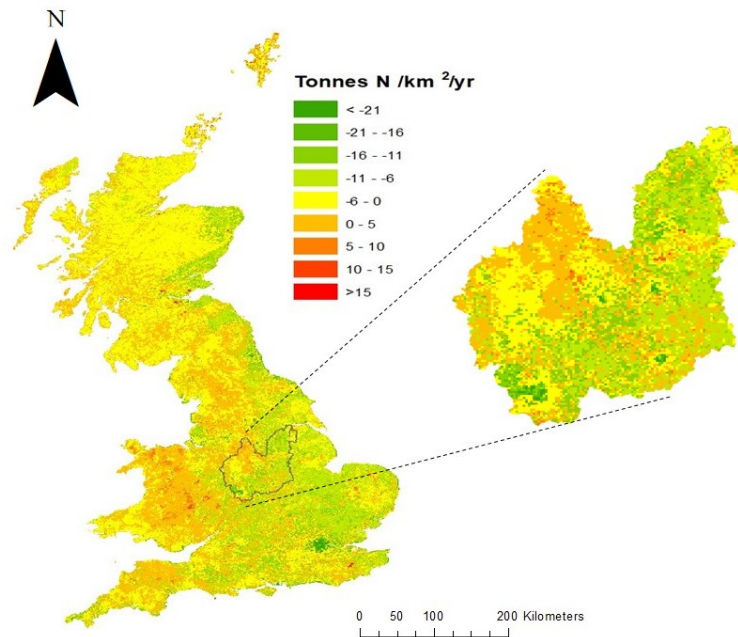 N
Tonnes N /km ²/yr
< -21
-21 - -16
-16 - -11
-11 - -6
-6 - 0
0 - 5
5 - 10
10 - 15
>15
0 50 100 200 Kilometers